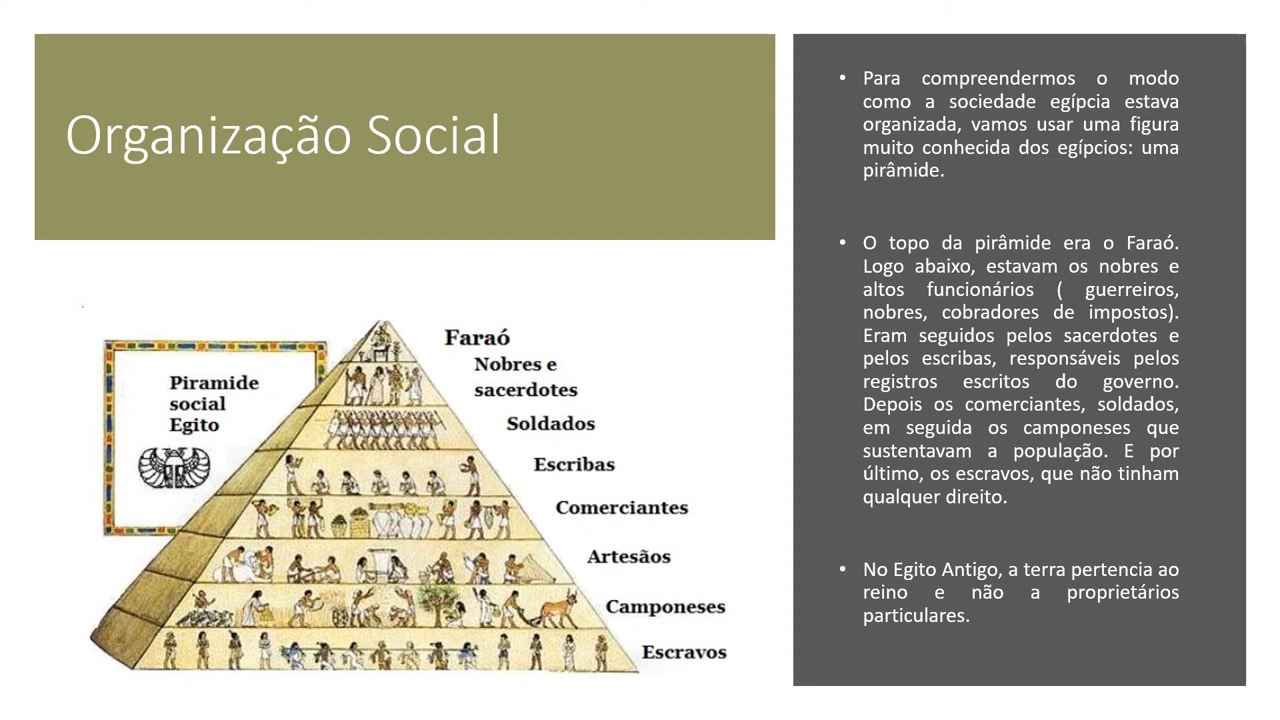 Organização Social
Piramide
social
Egito
Faraó
Nobres e
sacerdotes
Soldados
Escribas
Comerciantes
Artesãos
Camponeses
Escravos
• Para compreendermos o modo
como a sociedade egípcia estava
organizada, vamos usar uma figura
muito conhecida dos egípcios: uma
pirâmide.
• O topo da pirâmide era o Faraó.
Logo abaixo, estavam os nobres e
altos funcionários ( guerreiros,
nobres, cobradores de impostos).
Eram seguidos pelos sacerdotes e
pelos escribas, responsáveis pelos
registros escritos do governo.
Depois os comerciantes, soldados,
em seguida os camponeses que
sustentavam a população. E por
último, os escravos, que não tinham
qualquer direito.
• No Egito Antigo, a terra pertencia ao
reino e não a proprietários
particulares.